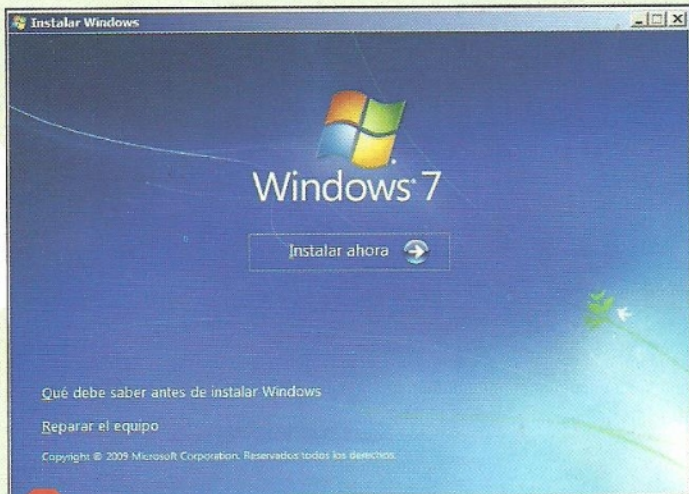 Instalar Windows
Windows® 7
Instalar ahora
Qué debe saber antes de instalar Windows
Reparar el equipo
Copyright © 2009 Microsoft Corporation. Reservados todos los derechos.